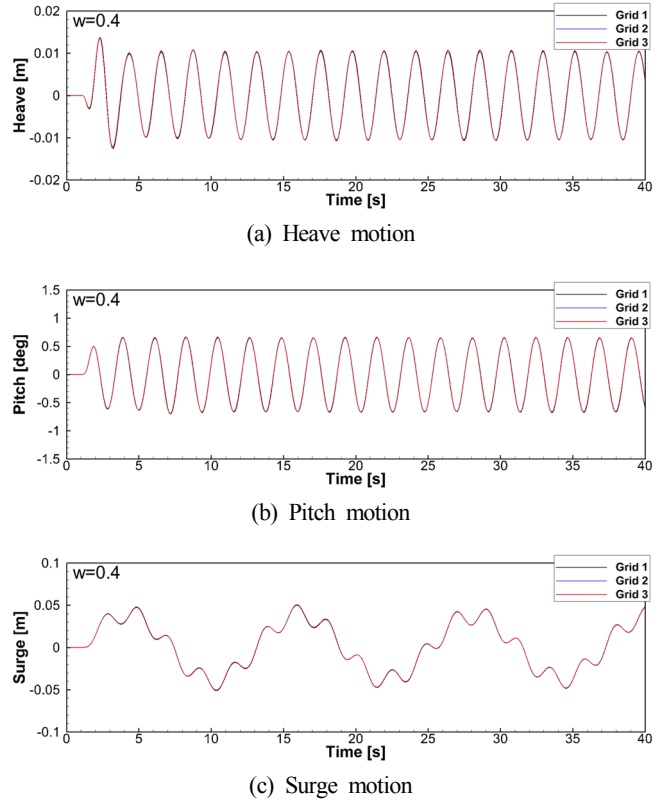 w=0.4
Grid 1
Grid 2
Grid 3
Heave [m]
0.02
0.01
0
-0.01
-0.02
0 5 10 15 20 25 30 35 40
Time [s]
(a) Heave motion
w=0.4
Grid 1
Grid 2
Grid 3
Pitch [deg]
1.5
1
0.5
0
-0.5
-1
-1.5
0 5 10 15 20 25 30 35 40
Time [s]
(b) Pitch motion
w=0.4
Grid 1
Grid 2
Grid 3
Surge [m]
0.1
0.05
0
-0.05
-0.1
0 5 10 15 20 25 30 35 40
Time [s]
(c) Surge motion